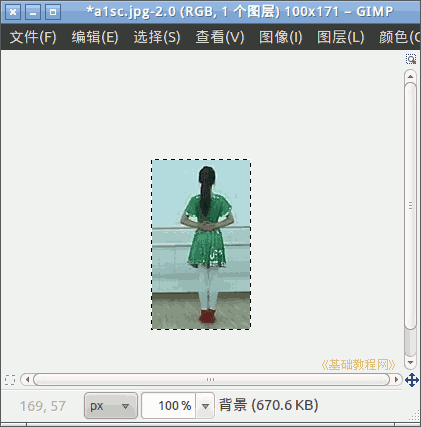 *a1sc.jpg-2.0 (RGB, 1 个图层) 100x171 – GIMP
文件(F) 编辑(E) 选择(S) 查看(V) 图像(I) 图层(L) 颜色(C
《基础教程网》
169, 57 px 100% 背景 (670.6 KB)